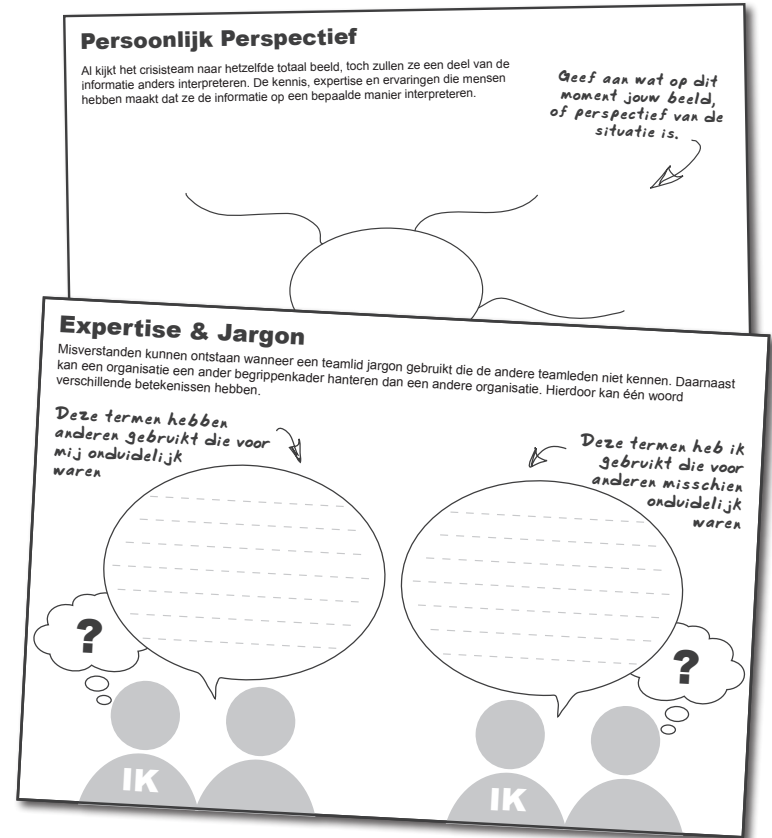 Persoonlijk Perspectief
Al kijkt het crisisteam naar hetzelfde totaal beeld, toch zullen ze een deel van de
informatie anders interpreteren. De kennis, expertise en ervaringen die mensen
hebben maakt dat ze de informatie op een bepaalde manier interpreteren.
Geef aan wat op dit
moment jouw beeld,
of perspectief van de
situatie is.
Expertise & Jargon
Misverstanden kunnen ontstaan wanneer een teamlid jargon gebruikt die de andere teamleden niet kennen. Daarnaast
kan een organisatie een ander begrippenkader hanteren dan een andere organisatie. Hierdoor kan één woord
verschillende betekenissen hebben.
Deze termen hebben
anderen gebruikt die voor
mij onduidelijk
waren
Deze termen heb ik
gebruikt die voor
anderen misschien
onduidelijk
waren
?
?
IK
IK